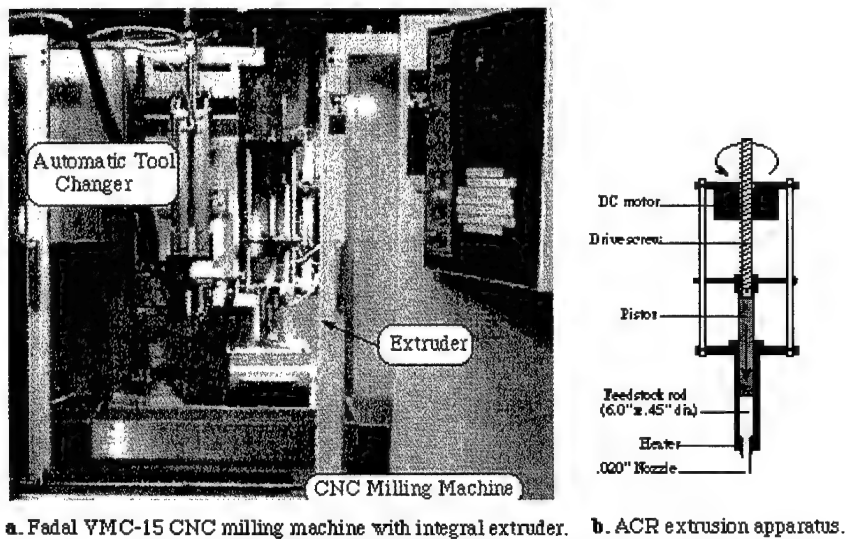 Automatic Tool
Changer
Extruder
CNC Milling Machine
DC motor
Drive screw
Piston
Feedstock rod
(6.0" x .45" dia.)
Heater
.020" Nozzle
a. Fadal VMC-15 CNC milling machine with integral extruder.
b. ACR extrusion apparatus.